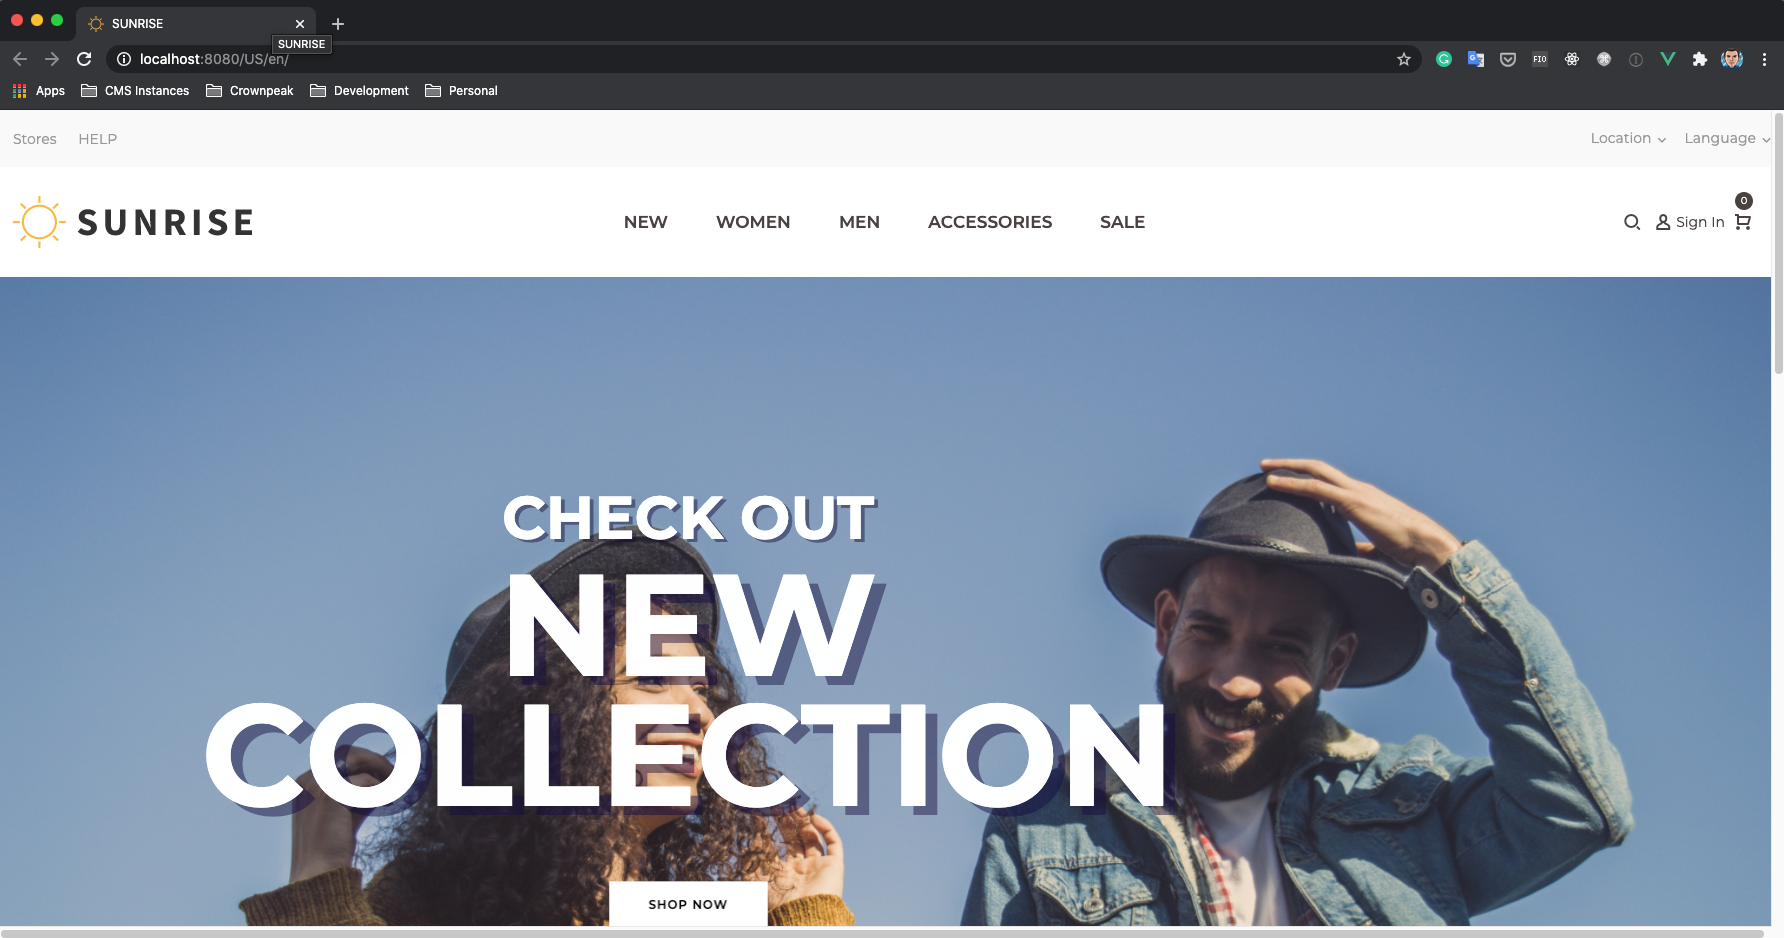 SUNRISE
SUNRISE
localhost:8080/US/en/
FIO
Apps CMS Instances Crownpeak Development Personal
Stores HELP Location Language
0
SUNRISE NEW WOMEN MEN ACCESSORIES SALE Sign In
CHECK OUT
NEW
COLLECTION
SHOP NOW